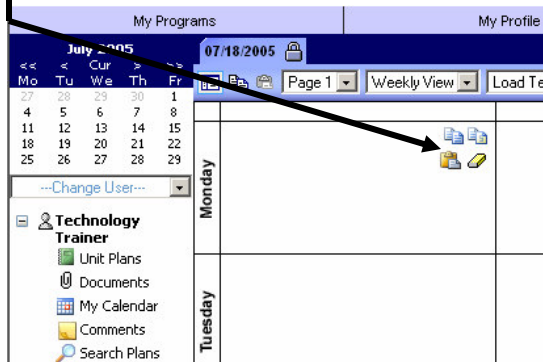 My Programs
My Profile
July 2005
07/18/2005
<< < Cur > >>
Mo Tu We Th Fr
27 28 29 30 1
4 5 6 7 8
11 12 13 14 15
18 19 20 21 22
25 26 27 28 29
Page 1
Weekly View
Load Te
---Change User---
Technology
Trainer
Unit Plans
Documents
My Calendar
Comments
Search Plans
Monday
Tuesday